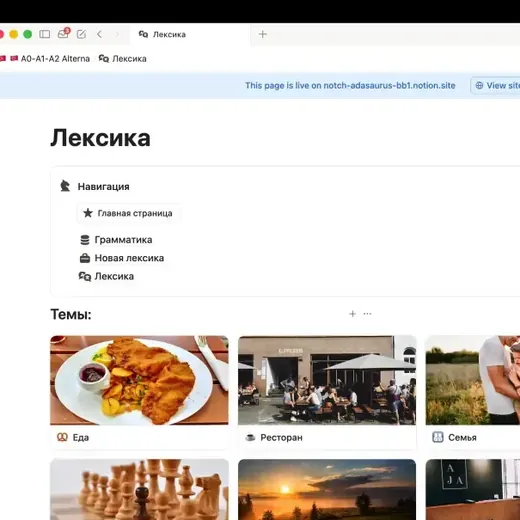 Лексика
3
A0-A1-A2 Alterna
Лексика
This page is live on notch-adasaurus-bb1.notion.site
View site
Лексика
Навигация
Главная страница
Грамматика
Новая лексика
Лексика
Темы:
Еда
Ресторан
Семья
A
J A